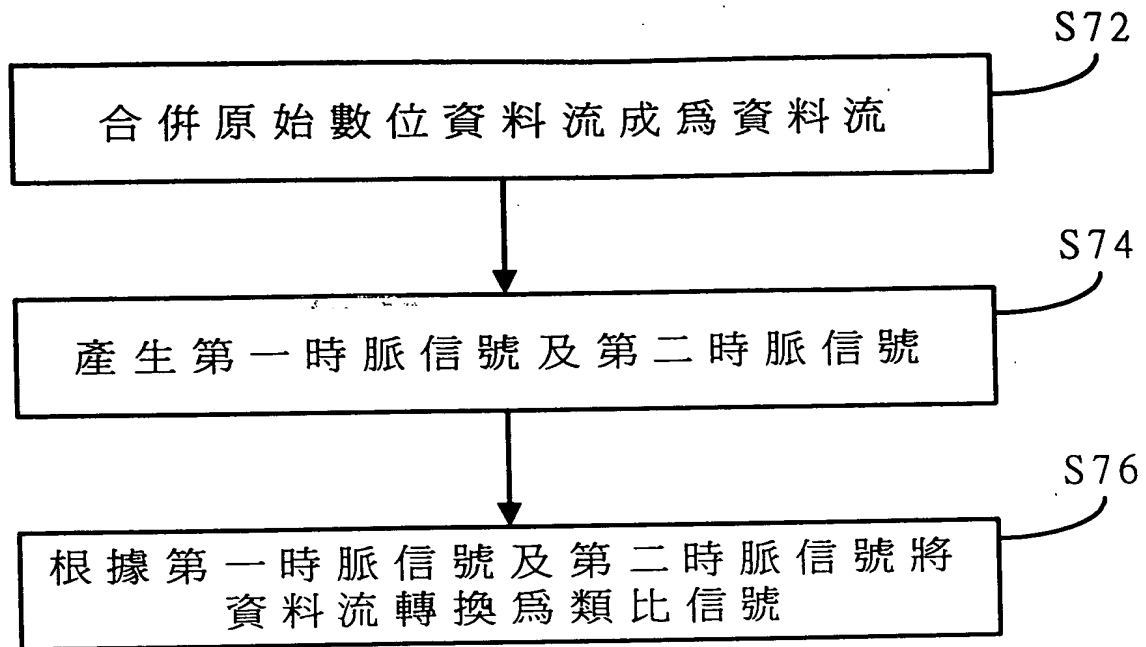 S72
合併原始數位資料流成爲資料流
S74
產生第一時脈信號及第二時脈信號
S76
根據第一時脈信號及第二時脈信號將
資料流轉換爲類比信號